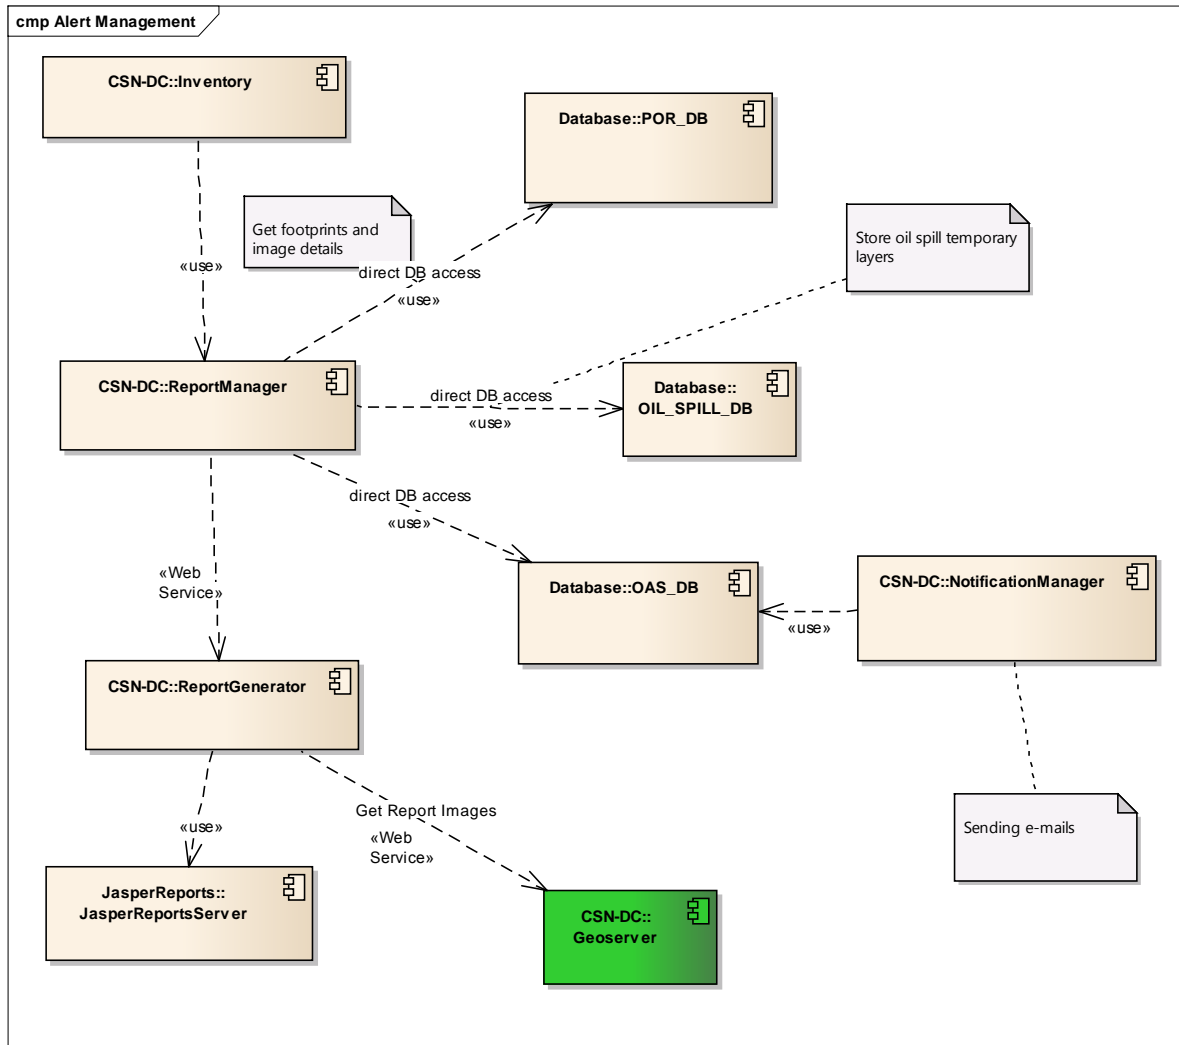 cmp Alert Management
CSN-DC::Inventory
Database::POR_DB
Get footprints and
image details
Store oil spill temporary
layers
«use»
direct DB access
«use»
CSN-DC::ReportManager
direct DB access
«use»
Database::
OIL_SPILL_DB
direct DB access
«use»
«Web
Service»
Database::OAS_DB
CSN-DC::NotificationManager
«use»
CSN-DC::ReportGenerator
Get Report Images
«Web
Service»
«use»
Sending e-mails
JasperReports::
JasperReportsServer
CSN-DC::
Geoserver